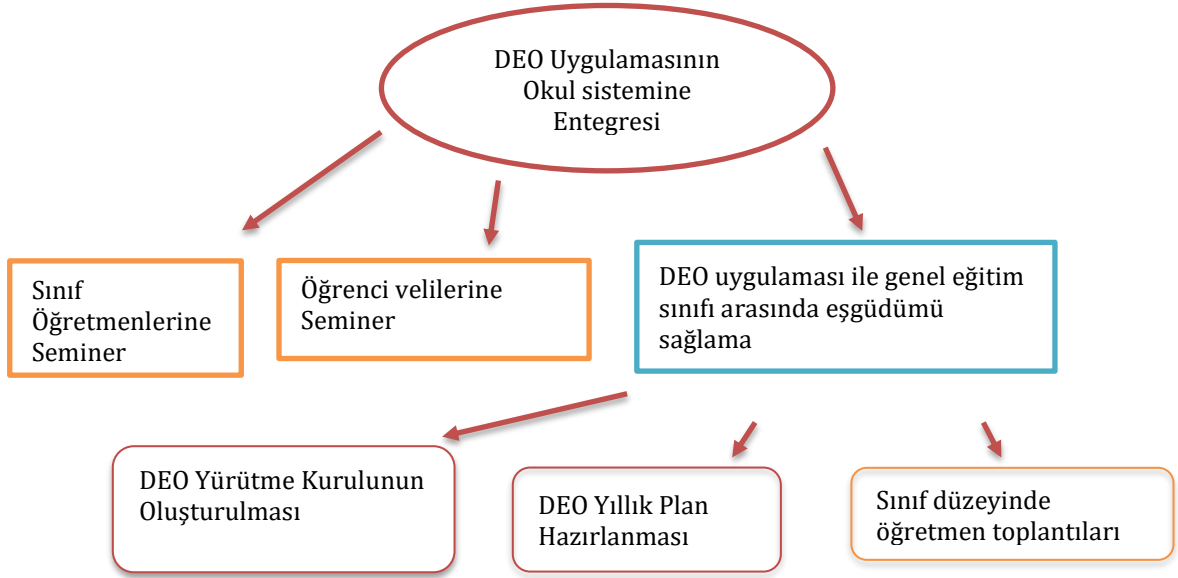 DEO Uygulamasının
Okul sistemine
Entegresi
Sınıf
Öğretmenlerine
Seminer
Öğrenci velilerine
Seminer
DEO uygulaması ile genel eğitim
sınıfı arasında eşgüdümü
sağlama
DEO Yürütme Kurulunun
Oluşturulması
DEO Yıllık Plan
Hazırlanması
Sınıf düzeyinde
öğretmen toplantıları